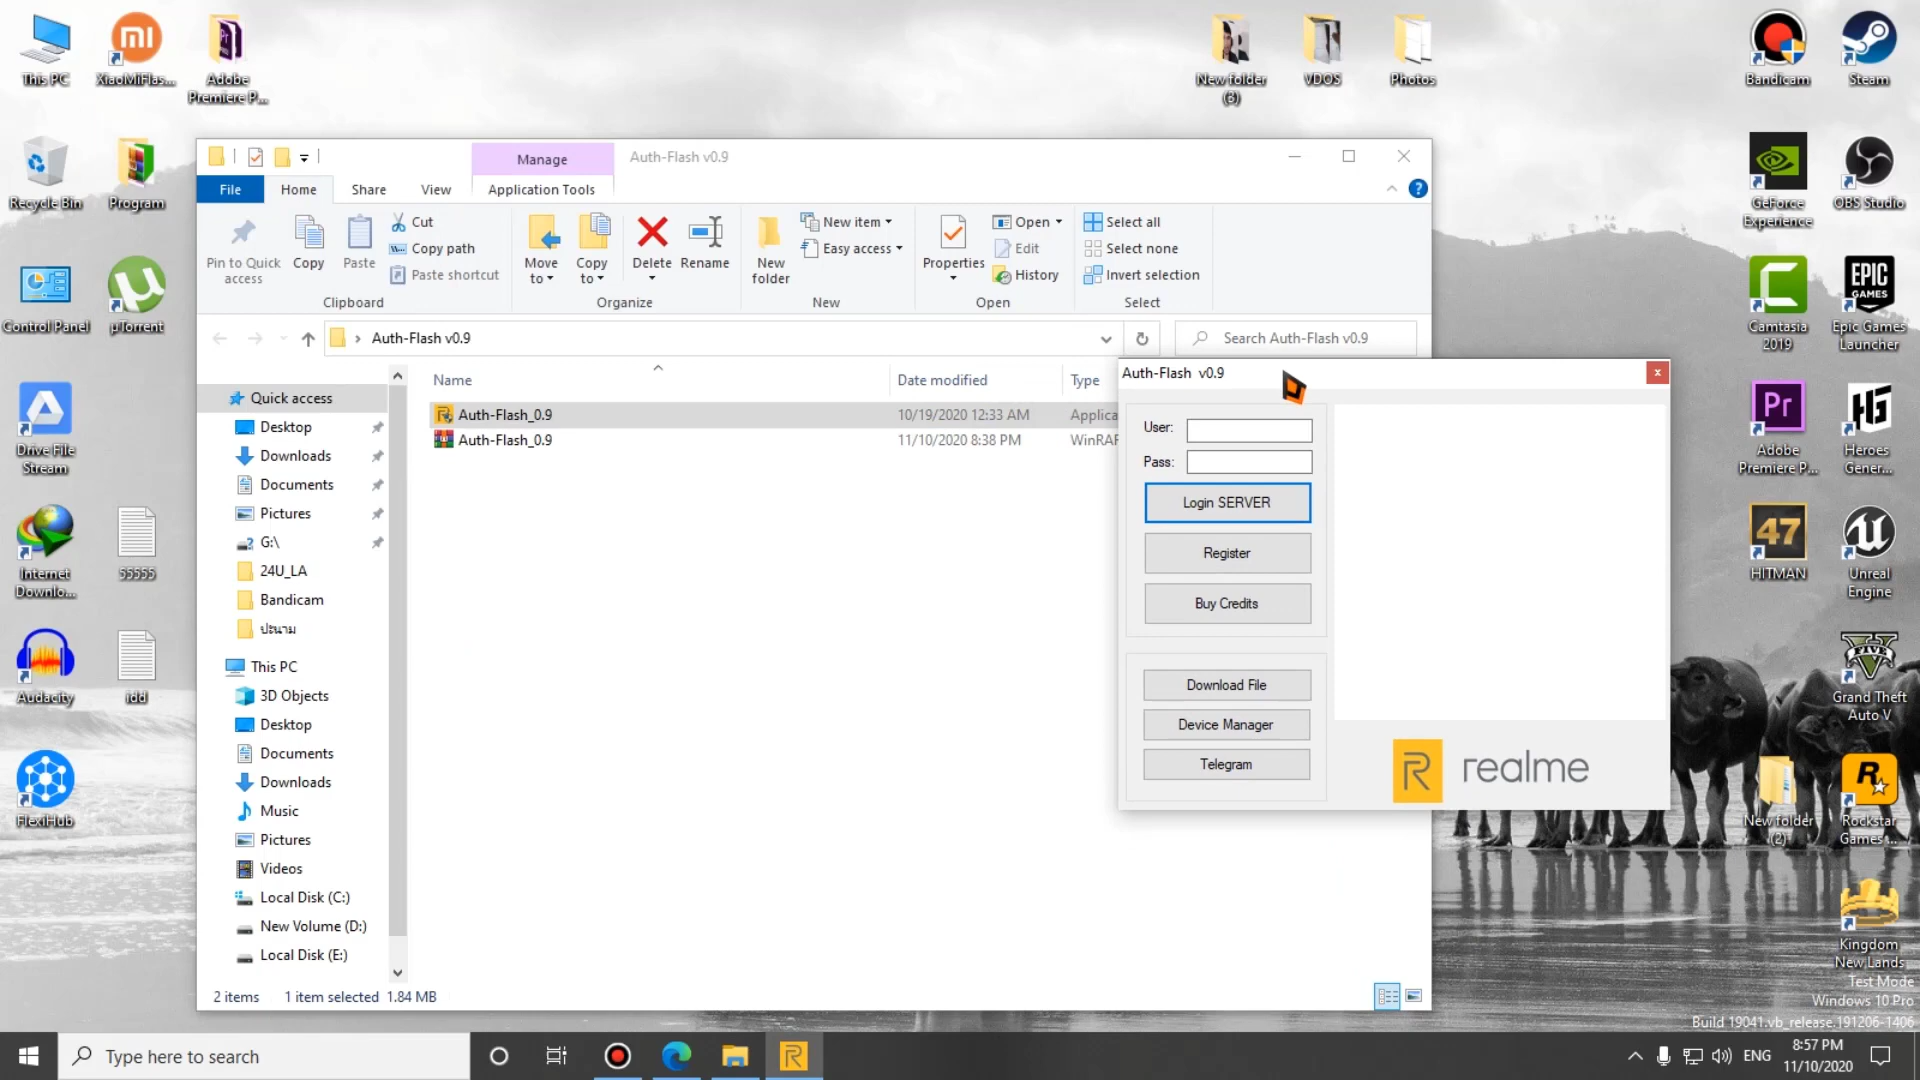 This PC
XiaoMiFlas...
Adobe
Premiere P...
New folder
(3)
VDOS
Photos
Bandicam
Steam
Recycle Bin
Program
GeForce
Experience
OBS Studio
Control Panel
µTorrent
Camtasia
2019
Epic Games
Launcher
EPIC
GAMES
Drive File
Stream
Pr
Adobe
Premiere P...
Heroes
Gener...
Internet
Downlo...
55555
47
HITMAN
Unreal
Engine
Audacity
idd
FIVE
Grand Theft
Auto V
FlexiHub
New folder
(2)
Rockstar
Games ...
Kingdom
New Lands
Test Mode
Windows 10 Pro
Build 19041.vb_release.191206-1406
Manage
Auth-Flash v0.9
File
Home
Share
View
Application Tools
Pin to Quick
access
Copy
Paste
Cut
Copy path
Paste shortcut
Clipboard
Move
to
Copy
to
Delete
Rename
Organize
New
folder
New item
Easy access
New
Properties
Open
Edit
History
Open
Select all
Select none
Invert selection
Select
Auth-Flash v0.9
Search Auth-Flash v0.9
Name
Date modified
Type
Auth-Flash_0.9
10/19/2020 12:33 AM
Applica
Auth-Flash_0.9
11/10/2020 8:38 PM
WinRAR
Quick access
Desktop
Downloads
Documents
Pictures
G:\
24U_LA
Bandicam
ปะนาม
This PC
3D Objects
Desktop
Documents
Downloads
Music
Pictures
Videos
Local Disk (C:)
New Volume (D:)
Local Disk (E:)
2 items
1 item selected 1.84 MB
Auth-Flash v0.9
User:
Pass:
Login SERVER
Register
Buy Credits
Download File
Device Manager
Telegram
realme
Type here to search
ENG
8:57 PM
11/10/2020